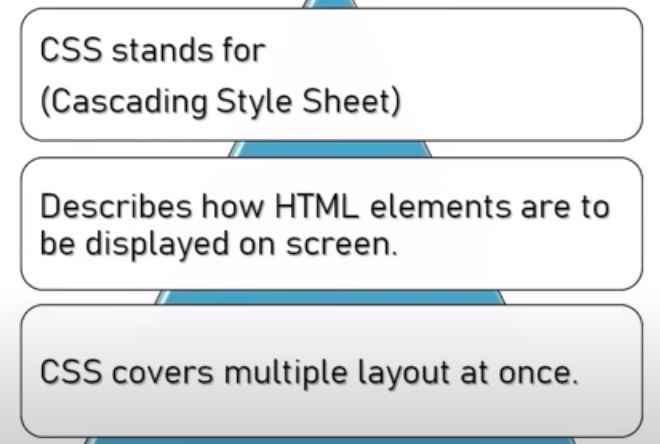 CSS stands for
(Cascading Style Sheet)
Describes how HTML elements are to
be displayed on screen.
CSS covers multiple layout at once.